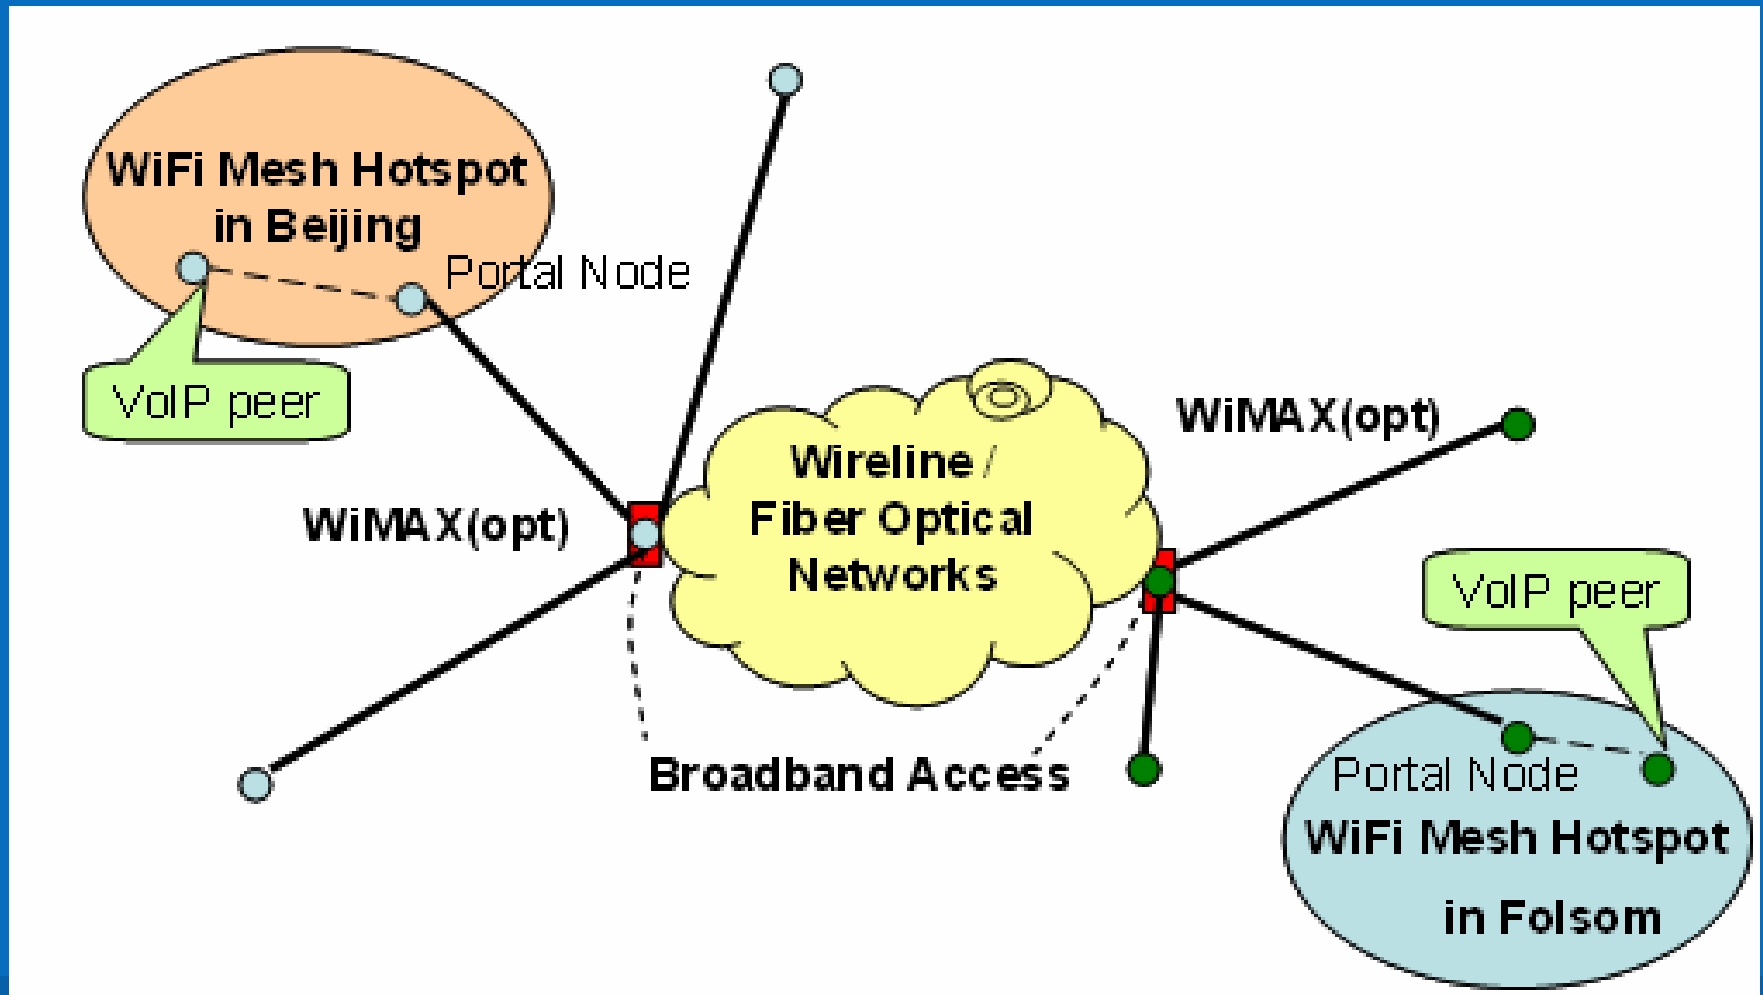 WiFi Mesh Hotspot
in Beijing
Portal Node
VoIP peer
WiMAX(opt)
Wireline /
Fiber Optical
Networks
WiMAX(opt)
VoIP peer
Broadband Access
Portal Node
WiFi Mesh Hotspot
in Folsom